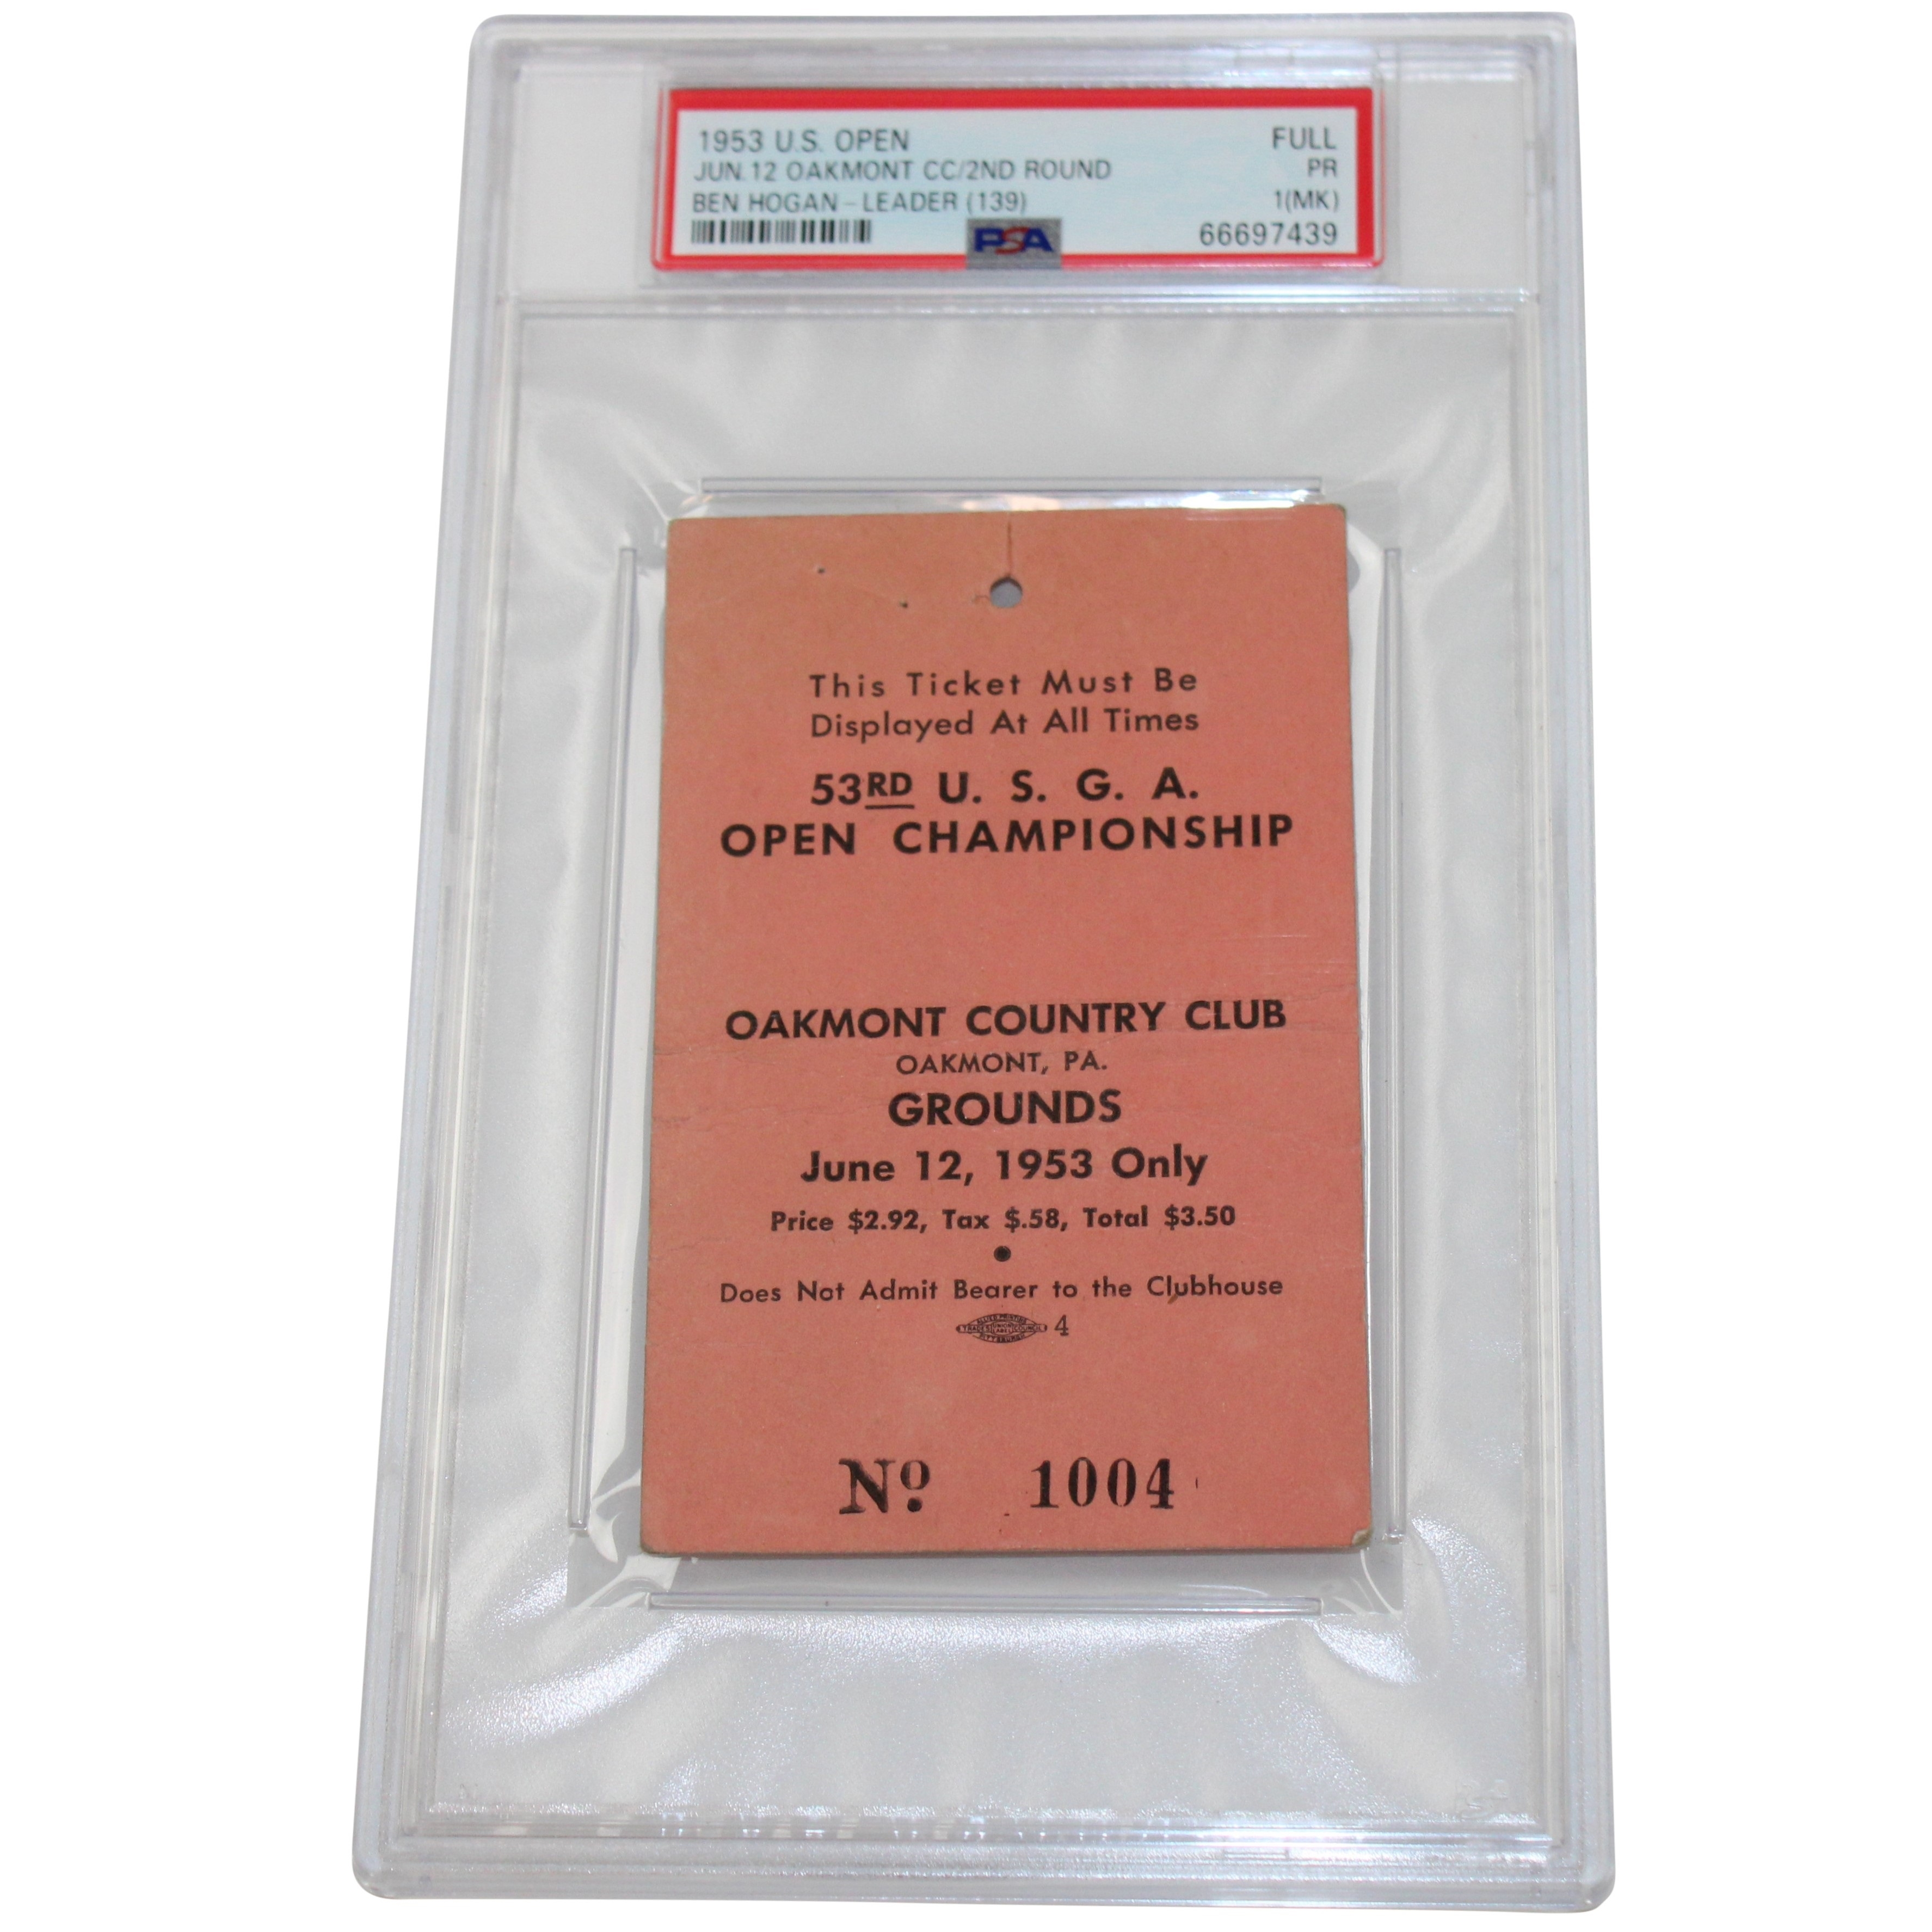 1953 U.S. OPEN FULL
JUN.12 OAKMONT CC/2ND ROUND PR
BEN HOGAN - LEADER (139) 1(MK)
PSA 66697439
This Ticket Must Be
Displayed At All Times
53RD U. S. G. A.
OPEN CHAMPIONSHIP
OAKMONT COUNTRY CLUB
OAKMONT, PA.
GROUNDS
June 12, 1953 Only
Price $2.92, Tax $.58, Total $3.50
Does Not Admit Bearer to the Clubhouse
4
Nº 1004